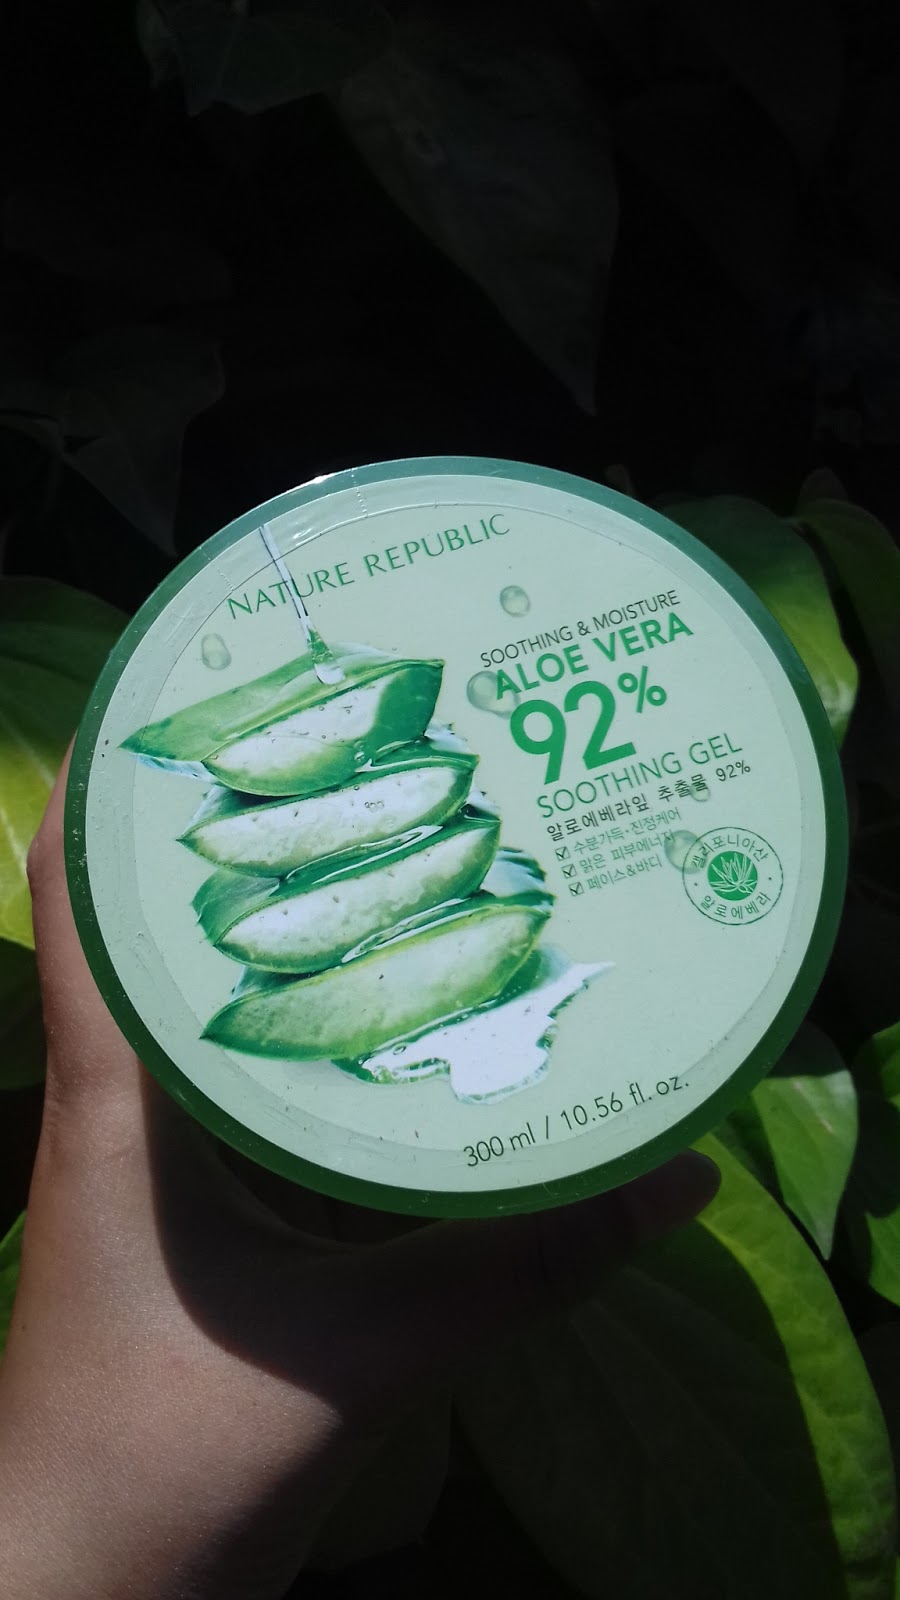 NATURE REPUBLIC
SOOTHING & MOISTURE
ALOE VERA
92%
SOOTHING GEL
알로에베라잎 추출물 92%
☑ 수분가득·진정케어
☑ 맑은 피부에너지
☑ 페이스&바디
캘리포니아산
· 알로에베라 ·
300 ml / 10.56 fl. oz.